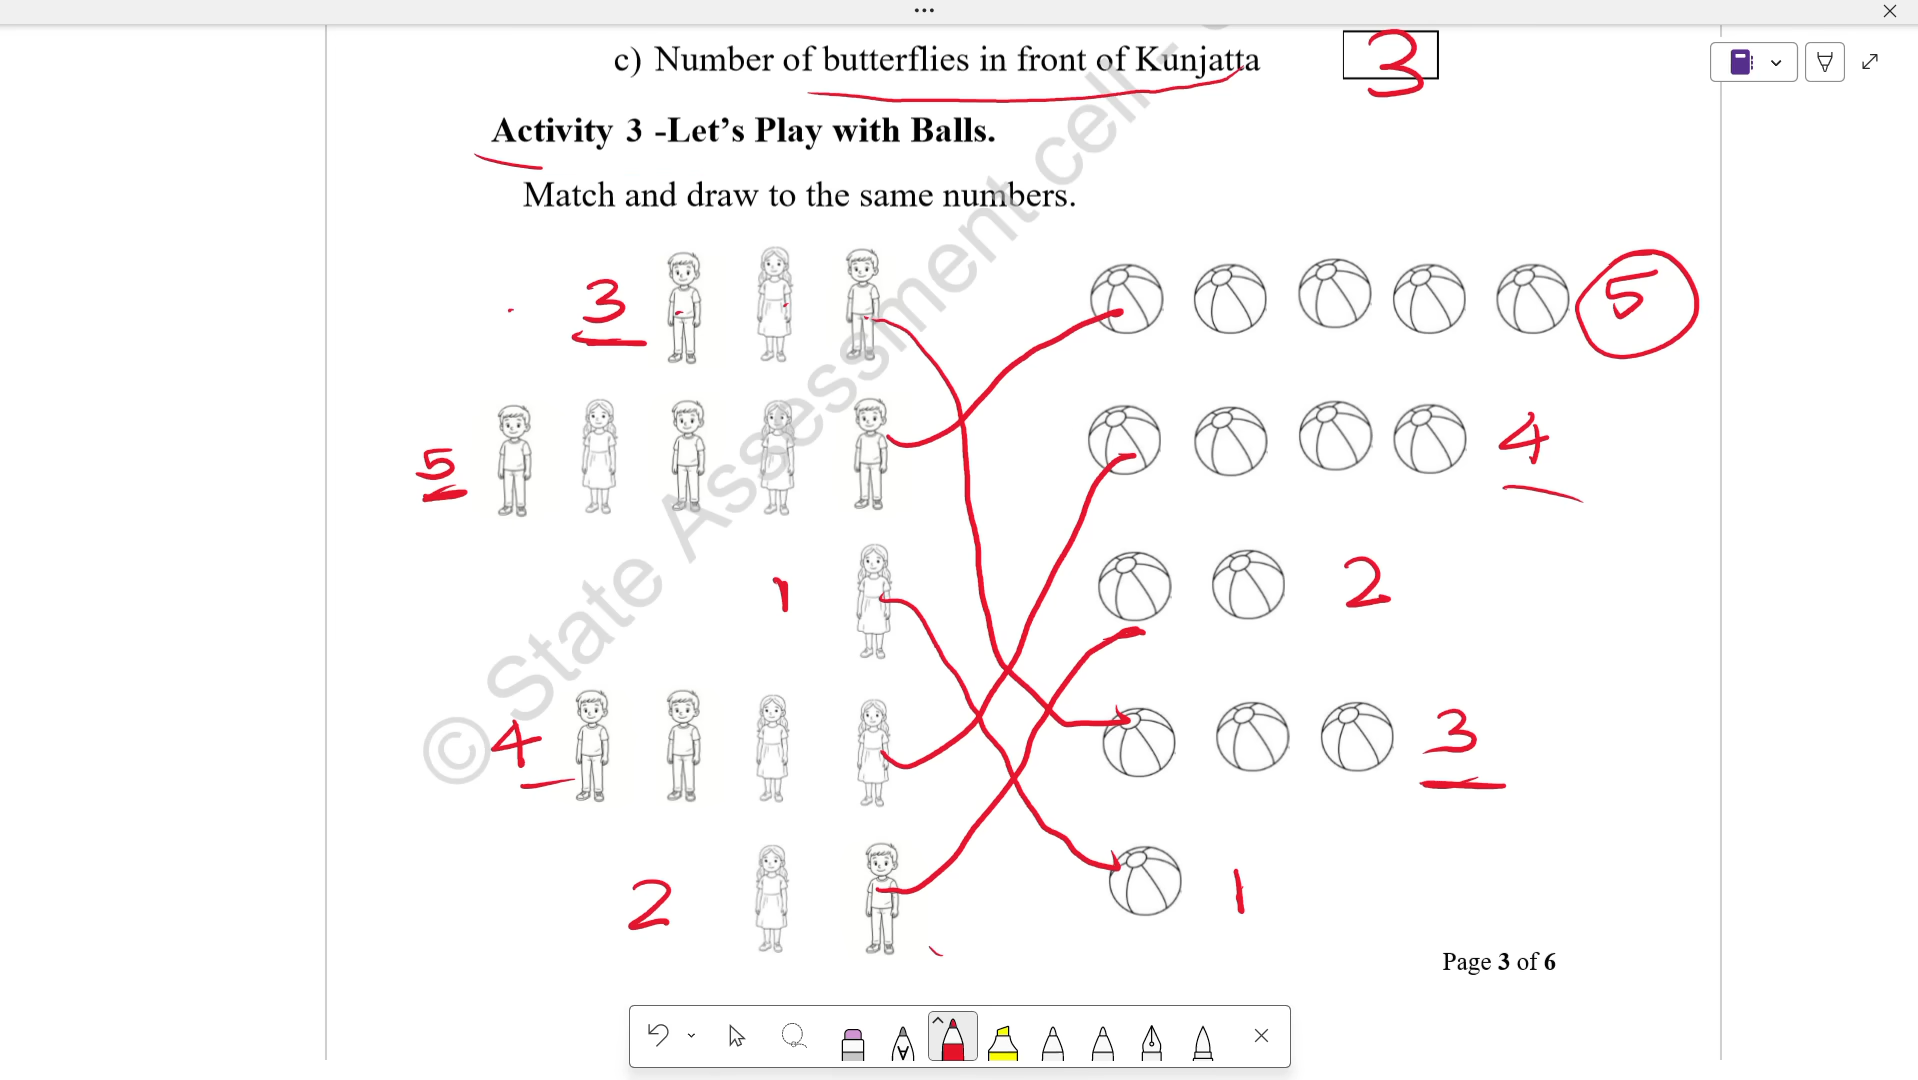 c) Number of butterflies in front of Kunjatta 3
Activity 3 -Let’s Play with Balls.
Match and draw to the same numbers.
3 5
5 4
1 2
4 3
2 1
© State Assessment cell -
Page 3 of 6